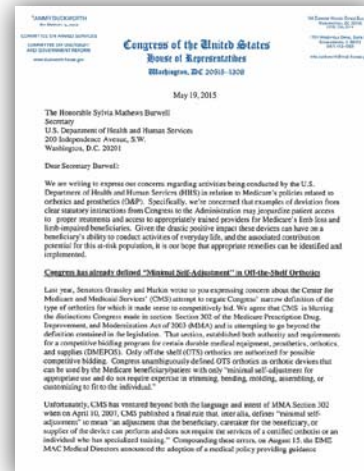 TAMMY DUCKWORTH
COMMITTEE ON ARMED SERVICES
COMMITTEE ON OVERSIGHT
AND GOVERNMENT REFORM
Congress of the United States
House of Representatives
Washington, DC 20515-1308
May 19, 2015
The Honorable Sylvia Mathews Burwell
Secretary
U.S. Department of Health and Human Services
200 Independence Avenue, S.W.
Washington, D.C. 20201
Dear Secretary Burwell:
We are writing to express our concerns regarding activities being conducted by the U.S.
Department of Health and Human Services (HHS) in relation to Medicare's policies related to
orthotics and prosthetics (O&P). Specifically, we're concerned that examples of deviation from
clear statutory instructions from Congress to the Administration may jeopardize patient access
to proper treatments and access to appropriately trained providers for Medicare's limb loss and
limb-impaired beneficiaries. Given the drastic positive impact these devices can have on a
beneficiary's ability to conduct activities of everyday life, and the associated contribution
potential for this at-risk population, it is our hope that appropriate remedies can be identified and
implemented.
Congress has already defined "Minimal Self-Adjustment" in Off-the-Shelf Orthotics
Last year, Senators Grassley and Harkin wrote to you expressing concern about the Center for
Medicare and Medicaid Services' (CMS) attempt to negate Congress' narrow definition of the
type of orthotics for which it made sense to competitively bid. We agree that CMS is blurring
the distinctions Congress made in section Section 302 of the Medicare Prescription Drug,
Improvement, and Modernization Act of 2003 (MMA) and is attempting to go beyond the
definition contained in the legislation. That section, established both authority and requirements
for a competitive bidding program for certain durable medical equipment, prosthetics, orthotics,
and supplies (DMEPOS). Only off the shelf (OTS) orthotics are authorized for possible
competitive bidding. Congress unambiguously defined OTS orthotics as orthotic devices that
can be used by the Medicare beneficiary/patient with only "minimal self-adjustment for
appropriate use and do not require expertise in trimming, bending, molding, assembling, or
customizing to fit to the individual."
Unfortunately, CMS has ventured beyond both the language and intent of MMA Section 302
when on April 10, 2007, CMS published a final rule that, inter alia, defines "minimal self-
adjustment" to mean "an adjustment that the beneficiary, caretaker for the beneficiary, or
supplier of the device can perform and does not require the services of a certified orthotist or an
individual who has specialized training." Compounding these errors, on August 15, the DME
MAC Medical Directors announced the adoption of a medical policy providing guidance